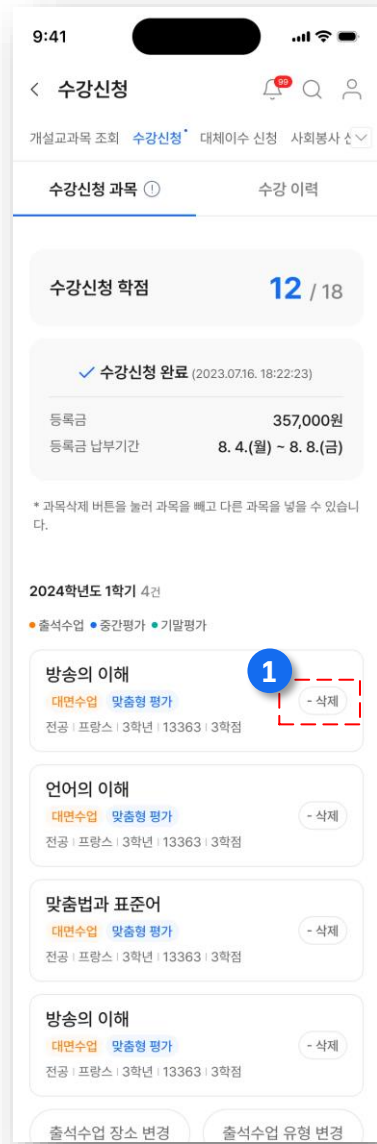 9:41
수강신청
99
개설교과목 조회 수강신청 대체이수 신청 사회봉사
수강신청 과목 수강 이력
수강신청 학점 12 / 18
수강신청 완료 (2023.07.16. 18:22:23)
등록금 357,000원
등록금 납부기간 8. 4.(월) ~ 8. 8.(금)
* 과목삭제 버튼을 눌러 과목을 빼고 다른 과목을 넣을 수 있습니
다.
2024학년도 1학기 4건
출석수업 중간평가 기말평가
방송의 이해
1
대면수업 맞춤형 평가
- 삭제
전공 | 프랑스 | 3학년 | 13363 | 3학점
언어의 이해
대면수업 맞춤형 평가
- 삭제
전공 | 프랑스 | 3학년 | 13363 | 3학점
맞춤법과 표준어
대면수업 맞춤형 평가
- 삭제
전공 | 프랑스 | 3학년 | 13363 | 3학점
방송의 이해
대면수업 맞춤형 평가
- 삭제
전공 | 프랑스 | 3학년 | 13363 | 3학점
출석수업 장소 변경 출석수업 유형 변경